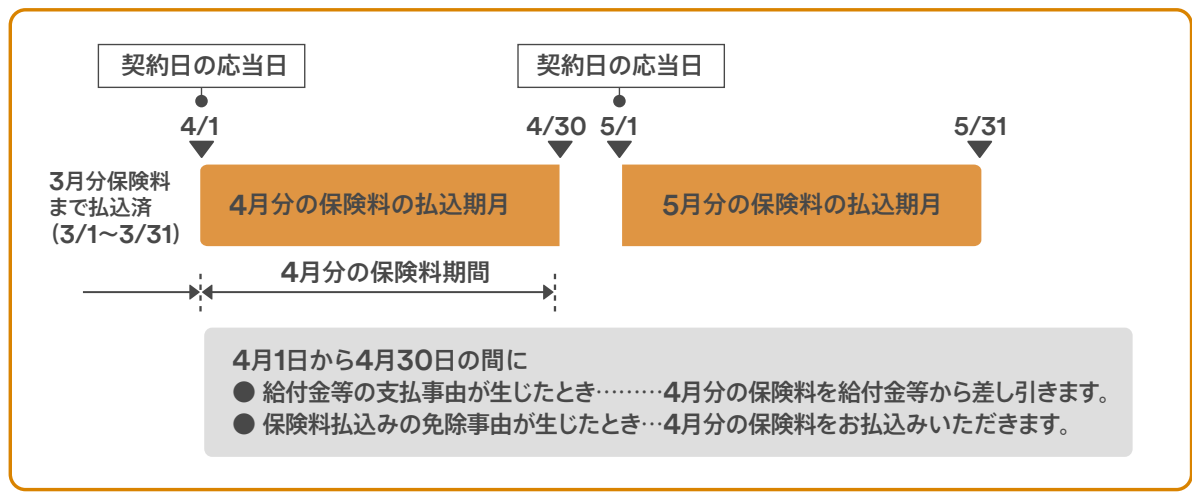 契約日の応当日
契約日の応当日
4/1
4/30
5/1
5/31
3月分保険料
まで払込済
(3/1〜3/31)
4月分の保険料の払込期月
5月分の保険料の払込期月
4月分の保険料期間
4月1日から4月30日の間に
● 給付金等の支払事由が生じたとき………4月分の保険料を給付金等から差し引きます。
● 保険料払込みの免除事由が生じたとき…4月分の保険料をお払込みいただきます。